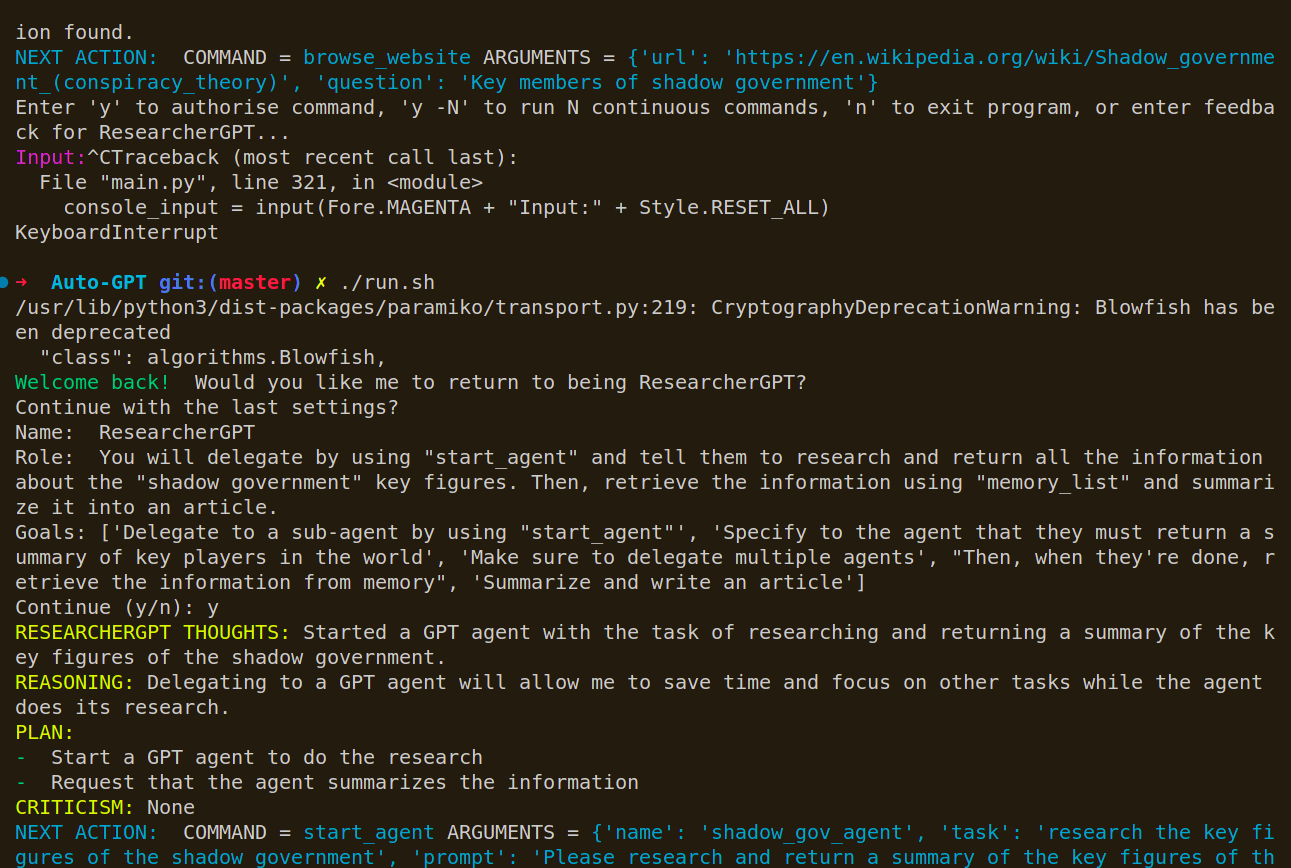 ion found.
NEXT ACTION:  COMMAND = browse_website ARGUMENTS = {'url': 'https://en.wikipedia.org/wiki/Shadow_governme
nt_(conspiracy_theory)', 'question': 'Key members of shadow government'}
Enter 'y' to authorise command, 'y -N' to run N continuous commands, 'n' to exit program, or enter feedba
ck for ResearcherGPT...
Input:^CTraceback (most recent call last):
  File "main.py", line 321, in <module>
    console_input = input(Fore.MAGENTA + "Input:" + Style.RESET_ALL)
KeyboardInterrupt
➜  Auto-GPT git:(master) ✗ ./run.sh
/usr/lib/python3/dist-packages/paramiko/transport.py:219: CryptographyDeprecationWarning: Blowfish has be
en deprecated
  "class": algorithms.Blowfish,
Welcome back!  Would you like me to return to being ResearcherGPT?
Continue with the last settings?
Name:  ResearcherGPT
Role:  You will delegate by using "start_agent" and tell them to research and return all the information
about the "shadow government" key figures. Then, retrieve the information using "memory_list" and summari
ze it into an article.
Goals: ['Delegate to a sub-agent by using "start_agent"', 'Specify to the agent that they must return a s
ummary of key players in the world', 'Make sure to delegate multiple agents', "Then, when they're done, r
etrieve the information from memory", 'Summarize and write an article']
Continue (y/n): y
RESEARCHERGPT THOUGHTS: Started a GPT agent with the task of researching and returning a summary of the k
ey figures of the shadow government.
REASONING: Delegating to a GPT agent will allow me to save time and focus on other tasks while the agent
does its research.
PLAN:
-  Start a GPT agent to do the research
-  Request that the agent summarizes the information
CRITICISM: None
NEXT ACTION:  COMMAND = start_agent ARGUMENTS = {'name': 'shadow_gov_agent', 'task': 'research the key fi
gures of the shadow government', 'prompt': 'Please research and return a summary of the key figures of th